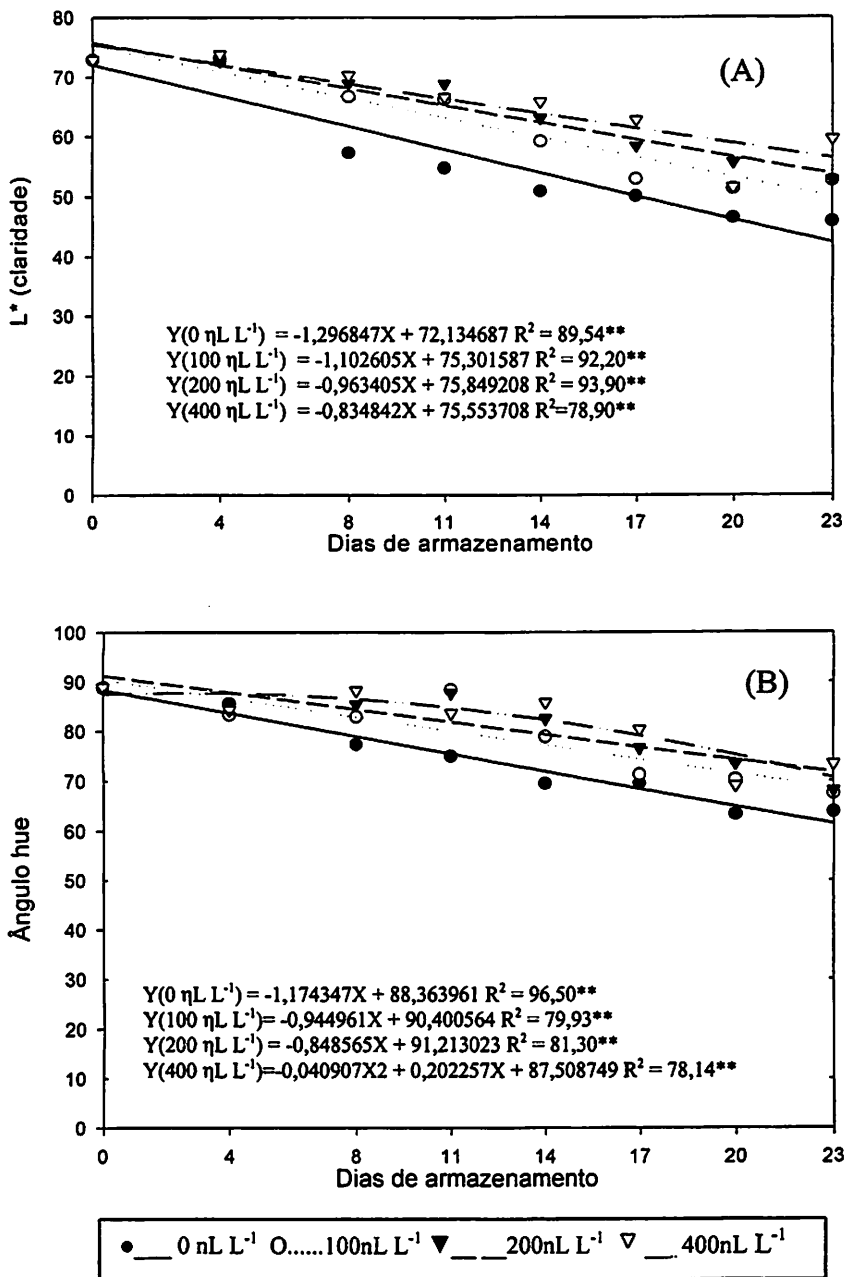 (A)
80
70
60
50
40
30
20
10
0
L* (claridade)
Y(0 ηL L⁻¹) = -1,296847X + 72,134687 R² = 89,54**
Y(100 ηL L⁻¹) = -1,102605X + 75,301587 R² = 92,20**
Y(200 ηL L⁻¹) = -0,963405X + 75,849208 R² = 93,90**
Y(400 ηL L⁻¹) = -0,834842X + 75,553708 R²=78,90**
0 4 8 11 14 17 20 23
Dias de armazenamento
(B)
100
90
80
70
60
50
40
30
20
10
0
Ângulo hue
Y(0 ηL L⁻¹) = -1,174347X + 88,363961 R² = 96,50**
Y(100 ηL L⁻¹)= -0,944961X + 90,400564 R² = 79,93**
Y(200 ηL L⁻¹) = -0,848565X + 91,213023 R² = 81,30**
Y(400 ηL L⁻¹)=-0,040907X2 + 0,202257X + 87,508749 R² = 78,14**
0 4 8 11 14 17 20 23
Dias de armazenamento
0 nL L⁻¹ 100nL L⁻¹ 200nL L⁻¹ 400nL L⁻¹